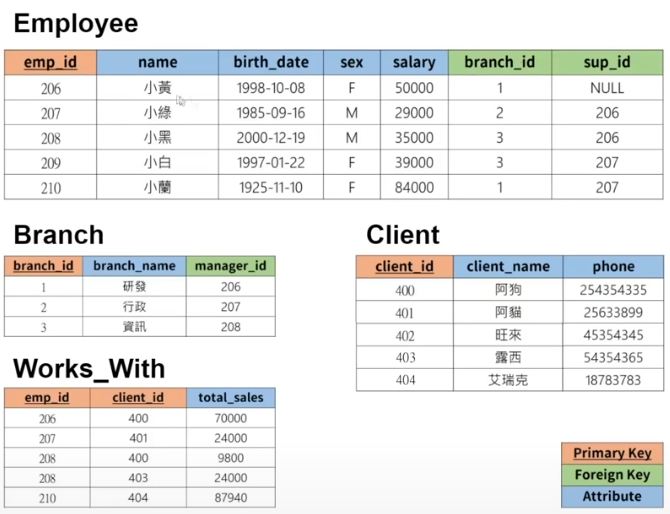 Employee
emp_id name birth_date sex salary branch_id sup_id
206 小黃 1998-10-08 F 50000 1 NULL
207 小綠 1985-09-16 M 29000 2 206
208 小黑 2000-12-19 M 35000 3 206
209 小白 1997-01-22 F 39000 3 207
210 小蘭 1925-11-10 F 84000 1 207
Branch
branch_id branch_name manager_id
1 研發 206
2 行政 207
3 資訊 208
Client
client_id client_name phone
400 阿狗 254354335
401 阿貓 25633899
402 旺來 45354345
403 露西 54354365
404 艾瑞克 18783783
Works_With
emp_id client_id total_sales
206 400 70000
207 401 24000
208 400 9800
208 403 24000
210 404 87940
Primary Key
Foreign Key
Attribute